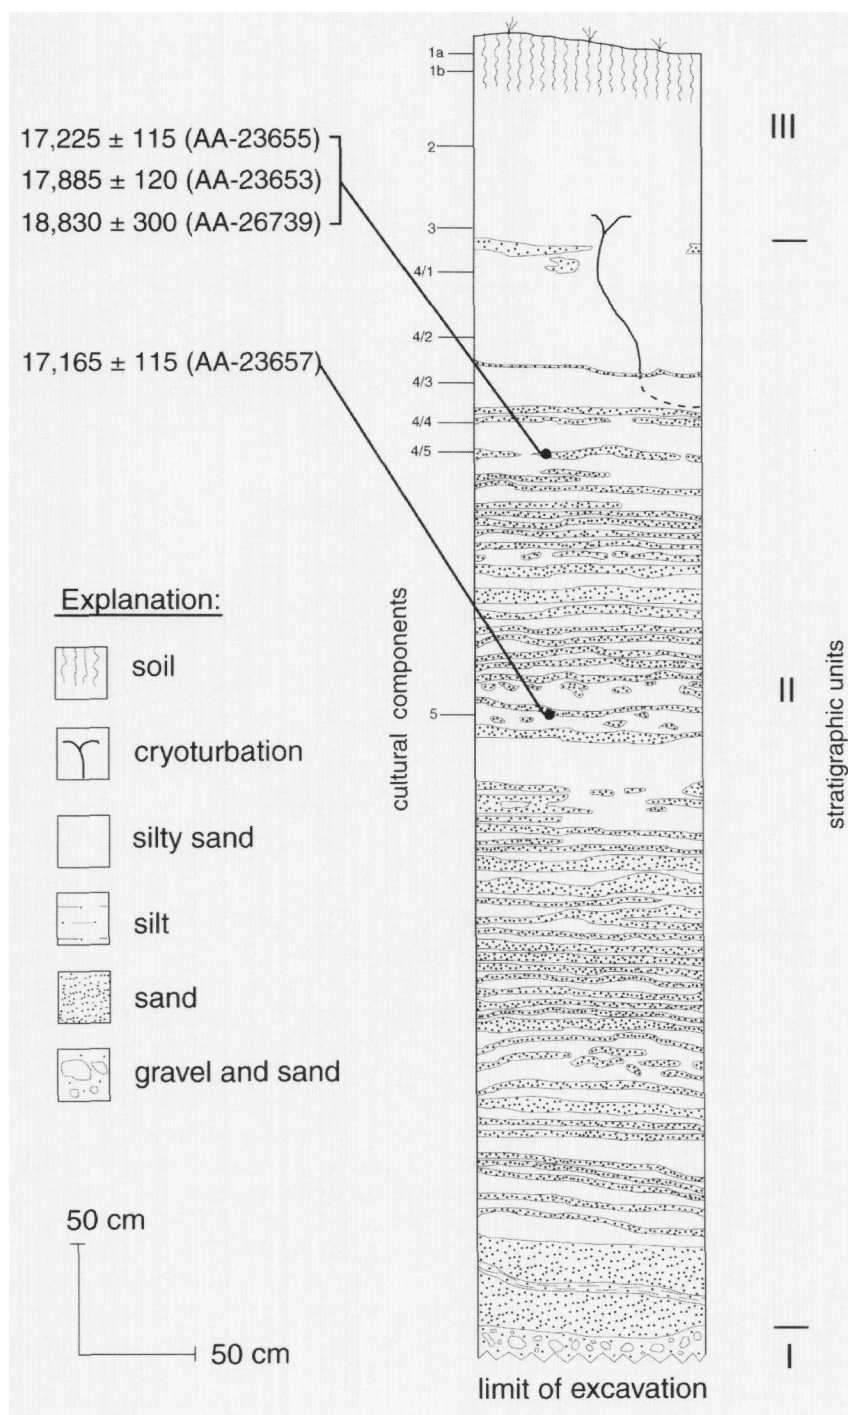 1a
1b
III
17,225 ± 115 (AA-23655)
2
17,885 ± 120 (AA-23653)
18,830 ± 300 (AA-26739)
3
4/1
4/2
17,165 ± 115 (AA-23657)
4/3
4/4
4/5
Explanation:
soil
cryoturbation
silty sand
silt
sand
gravel and sand
cultural components
5
II
stratigraphic units
50 cm
50 cm
I
limit of excavation